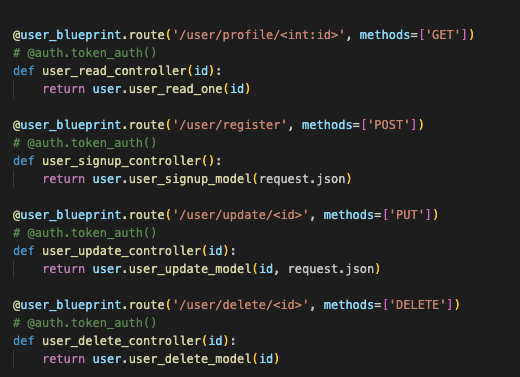 @user_blueprint.route('/user/profile/<int:id>', methods=['GET'])
# @auth.token_auth()
def user_read_controller(id):
    return user.user_read_one(id)

@user_blueprint.route('/user/register', methods=['POST'])
# @auth.token_auth()
def user_signup_controller():
    return user.user_signup_model(request.json)

@user_blueprint.route('/user/update/<id>', methods=['PUT'])
# @auth.token_auth()
def user_update_controller(id):
    return user.user_update_model(id, request.json)

@user_blueprint.route('/user/delete/<id>', methods=['DELETE'])
# @auth.token_auth()
def user_delete_controller(id):
    return user.user_delete_model(id)